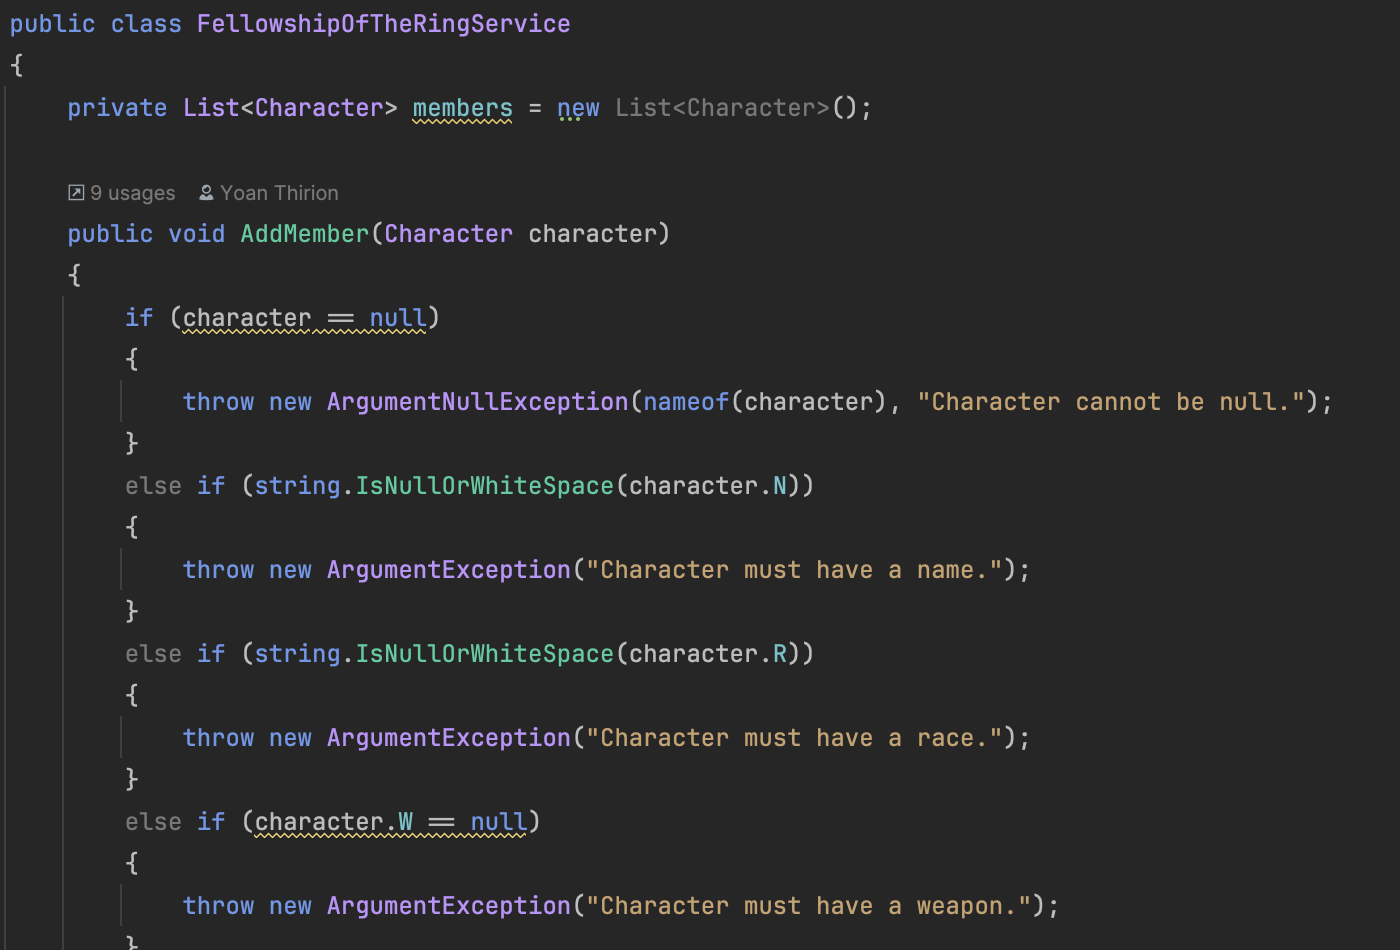 public class FellowshipOfTheRingService
{
    private List<Character> members = new List<Character>();

    9 usages   Yoan Thirion
    public void AddMember(Character character)
    {
        if (character == null)
        {
            throw new ArgumentNullException(nameof(character), "Character cannot be null.");
        }
        else if (string.IsNullOrWhiteSpace(character.N))
        {
            throw new ArgumentException("Character must have a name.");
        }
        else if (string.IsNullOrWhiteSpace(character.R))
        {
            throw new ArgumentException("Character must have a race.");
        }
        else if (character.W == null)
        {
            throw new ArgumentException("Character must have a weapon.");
        }